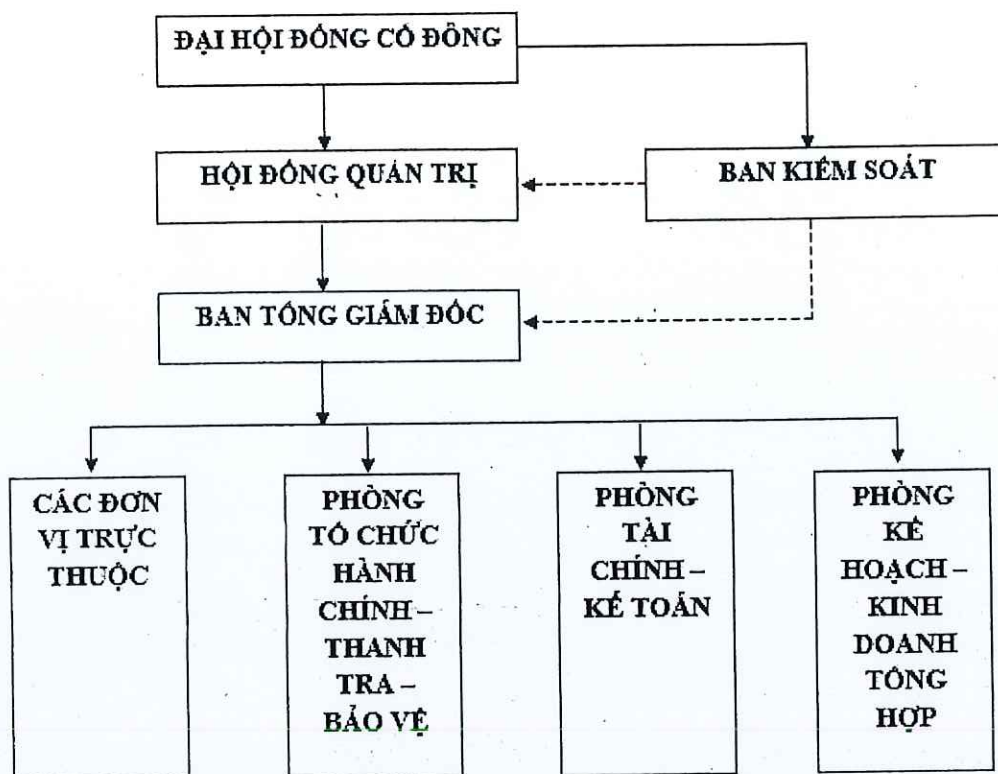 ĐẠI HỘI ĐỒNG CỔ ĐÔNG
HỘI ĐỒNG QUẢN TRỊ
BAN KIỂM SOÁT
BAN TỔNG GIÁM ĐỐC
CÁC ĐƠN
VỊ TRỰC
THUỘC
PHÒNG
TỔ CHỨC
HÀNH
CHÍNH –
THANH
TRA –
BẢO VỆ
PHÒNG
TÀI
CHÍNH –
KẾ TOÁN
PHÒNG
KẾ
HOẠCH –
KINH
DOANH
TỔNG
HỢP